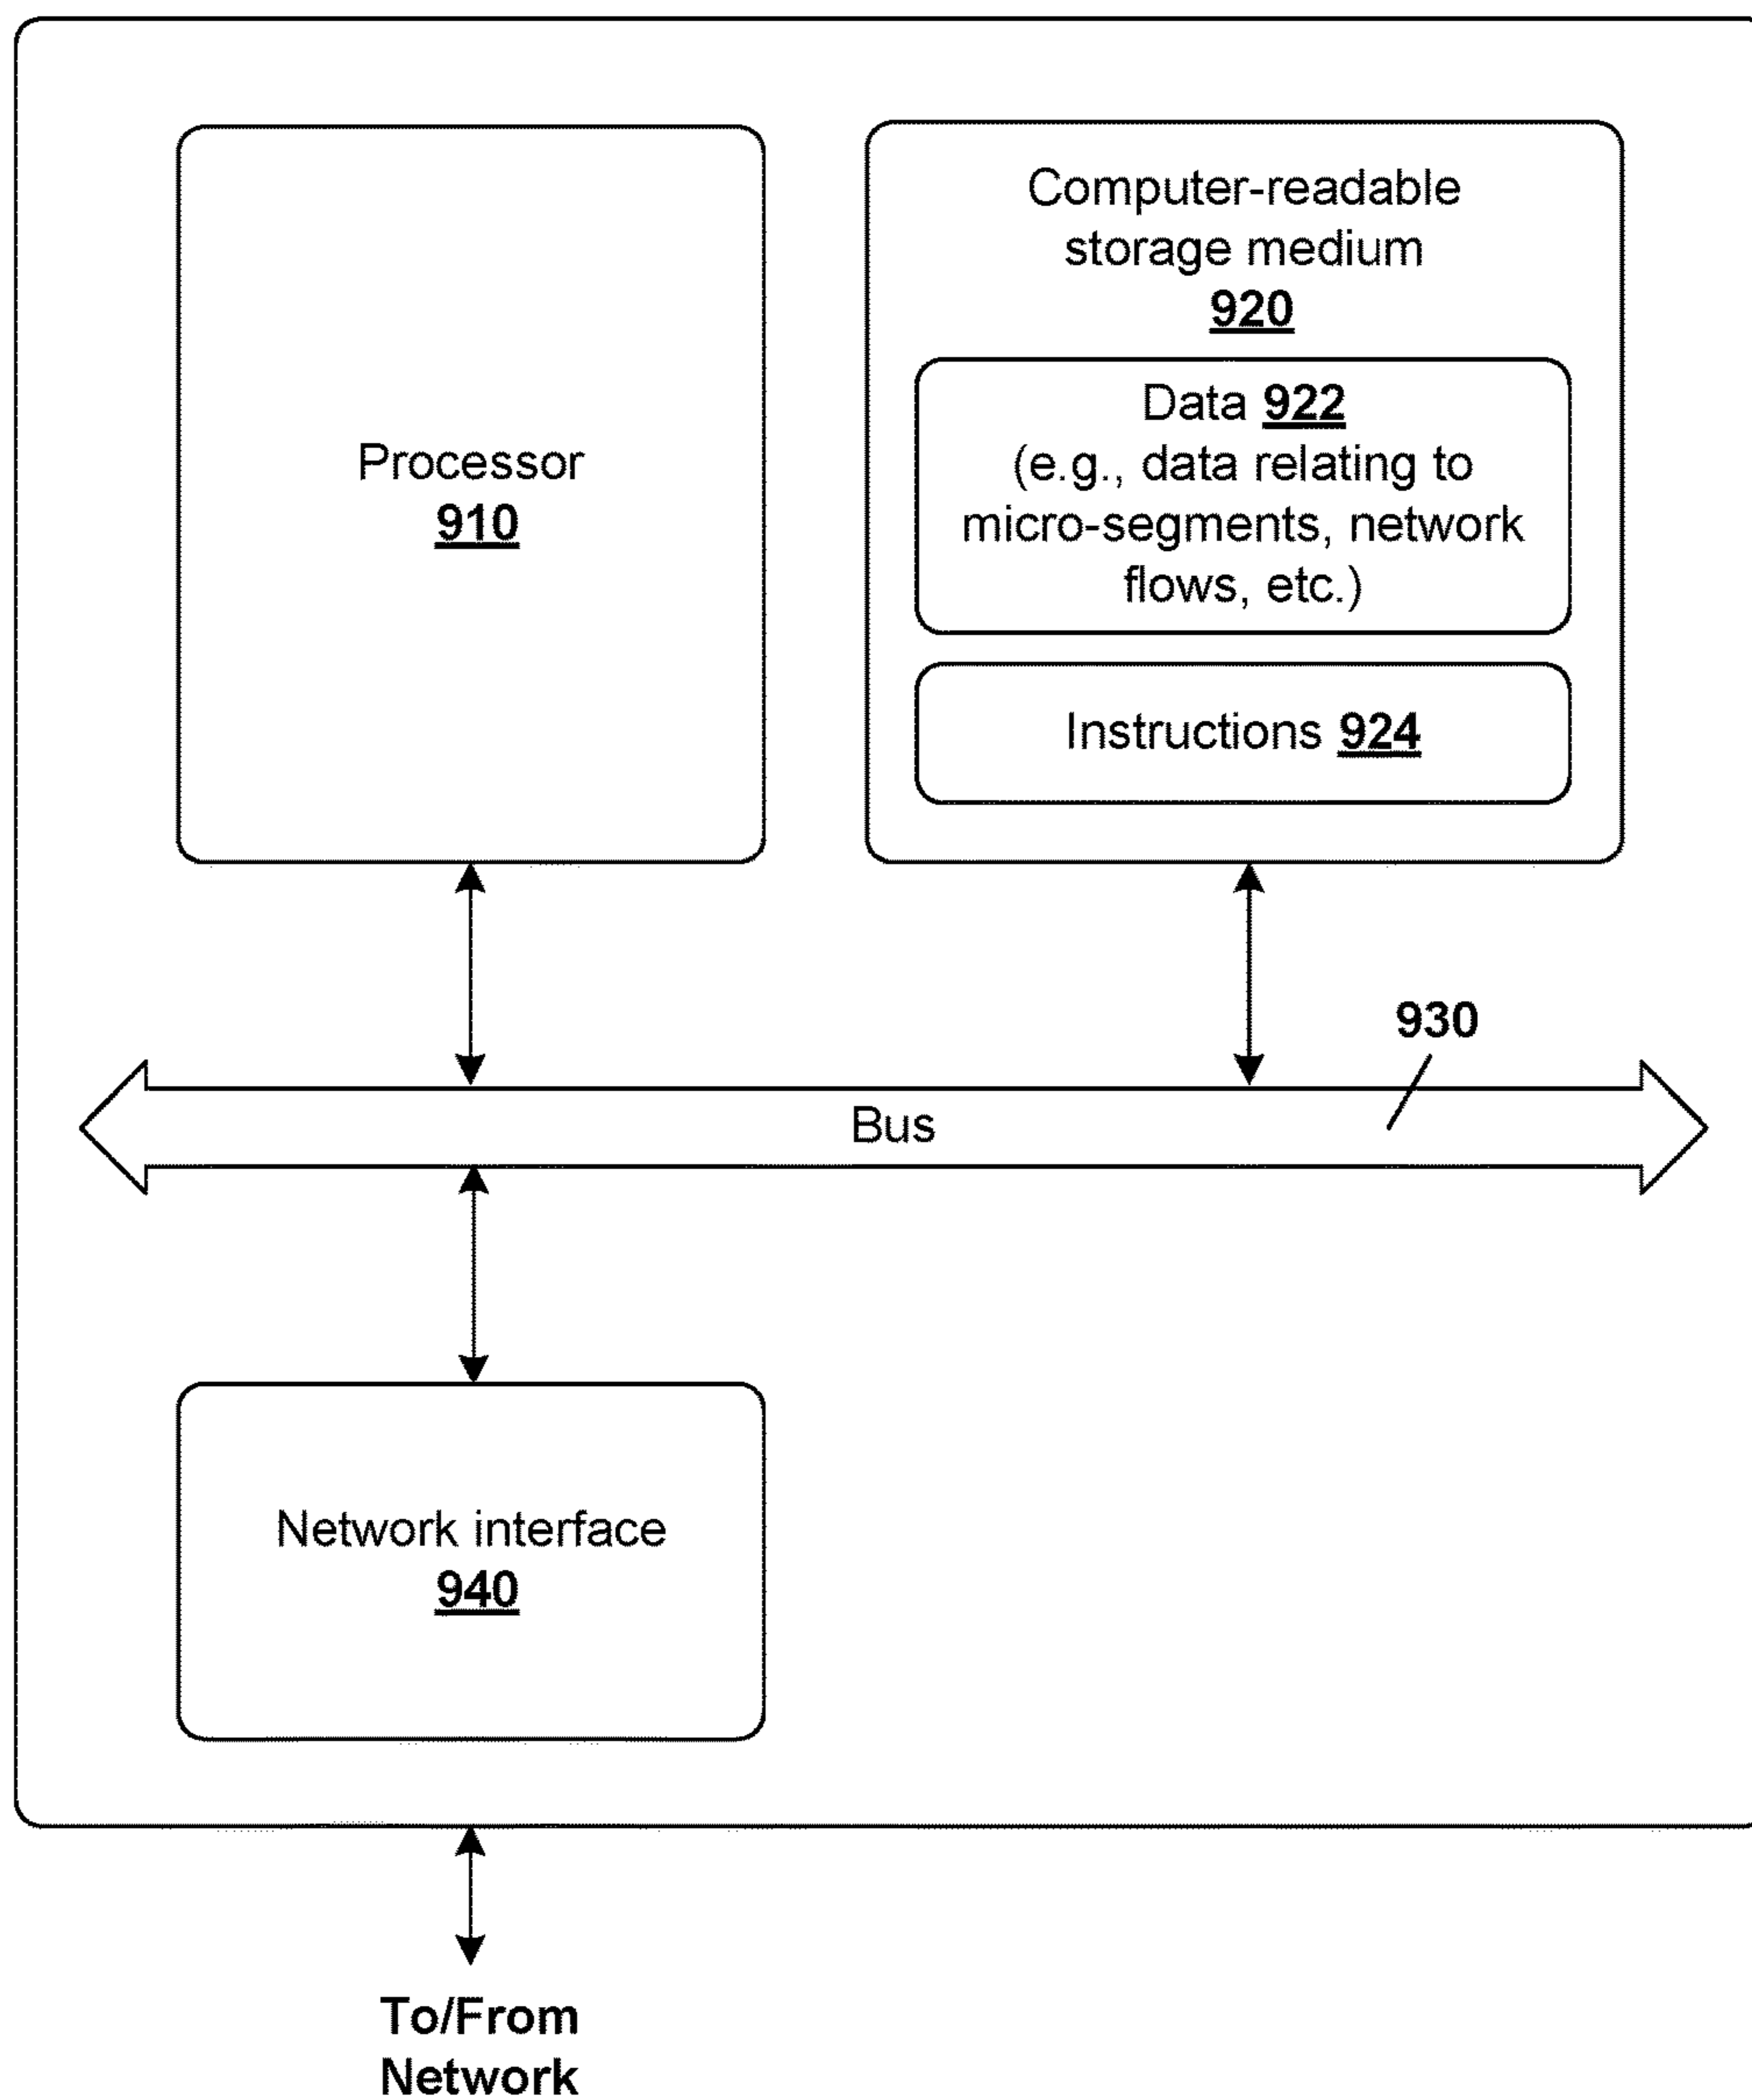 Processor
910
Computer-readable
storage medium
920
Data 922
(e.g., data relating to
micro-segments, network
flows, etc.)
Instructions 924
930
Bus
Network interface
940
To/From
Network